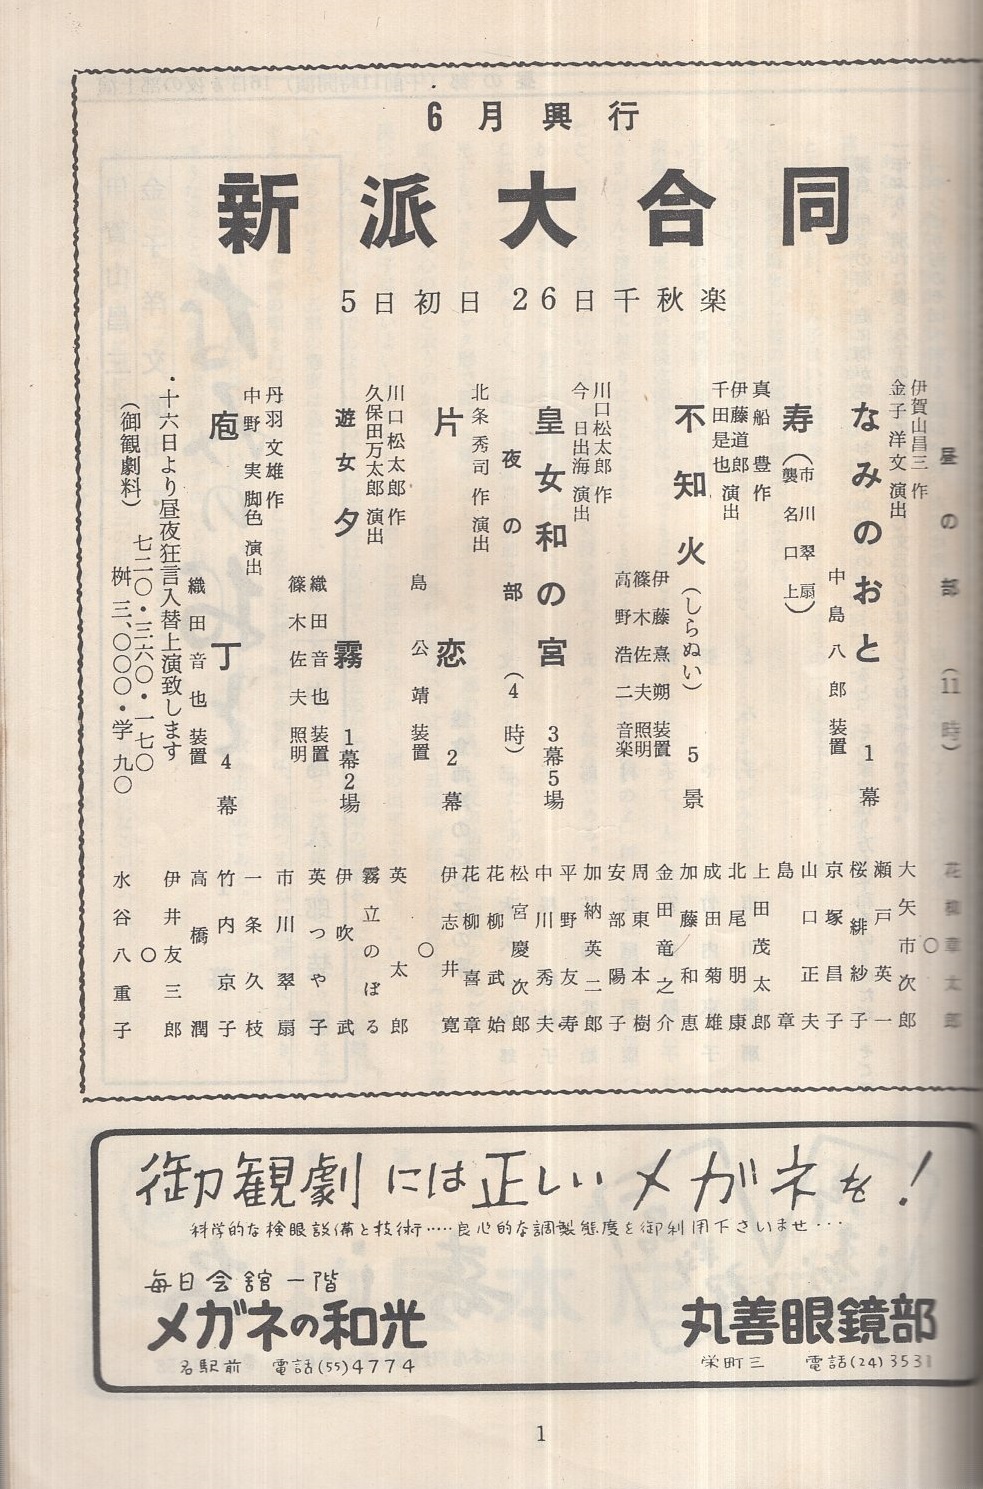 6月興行
新派大合同
5日初日 26日千秋楽
昼の部（11時）
伊賀山昌三 作
金子洋文 演出
なみのおと 1幕
中島八郎 装置
寿（市川翠扇 襲名口上）
真船豊 作
伊藤道郎
千田是也 演出
不知火（しらぬい） 5景
伊藤熹朔 装置
篠木佐夫 照明
高野浩二 音楽
川口松太郎 作
今日出海 演出
皇女和の宮 3幕5場
夜の部（4時）
北条秀司 作 演出
片恋 2幕
島公靖 装置
川口松太郎 作
久保田万太郎 演出
遊女夕霧 1幕2場
織田音也 装置
篠木佐夫 照明
丹羽文雄 作
中野実 脚色 演出
庖丁 4幕
織田音也 装置
・十六日より昼夜狂言入替上演致します
（御観劇料） 七二〇・三六〇・一七〇
桝 三、〇〇〇・学 九〇
花柳章太郎
〇
大矢市次郎
瀬戸英一
桜緋紗子
京塚昌子
山口正夫
島章
上田茂太郎
北尾明康
成田菊雄
加藤和恵
金田竜之介
周東本樹
安部陽子
加納英二郎
平野友寿
中川秀夫
松宮慶次郎
花柳武始
花柳喜章
伊志井寛
〇
英太郎
霧立のぼる
伊吹武
英つや子
市川翠扇
一条久枝
竹内京子
高橋潤
伊井友三郎
〇
水谷八重子
御観劇には正しいメガネを!
科学的な検眼設備と技術……良心的な調製態度を御利用下さいませ…
毎日会舘一階
メガネの和光
名駅前 電話(55)4774
丸善眼鏡部
栄町三 電話(24)3531
1